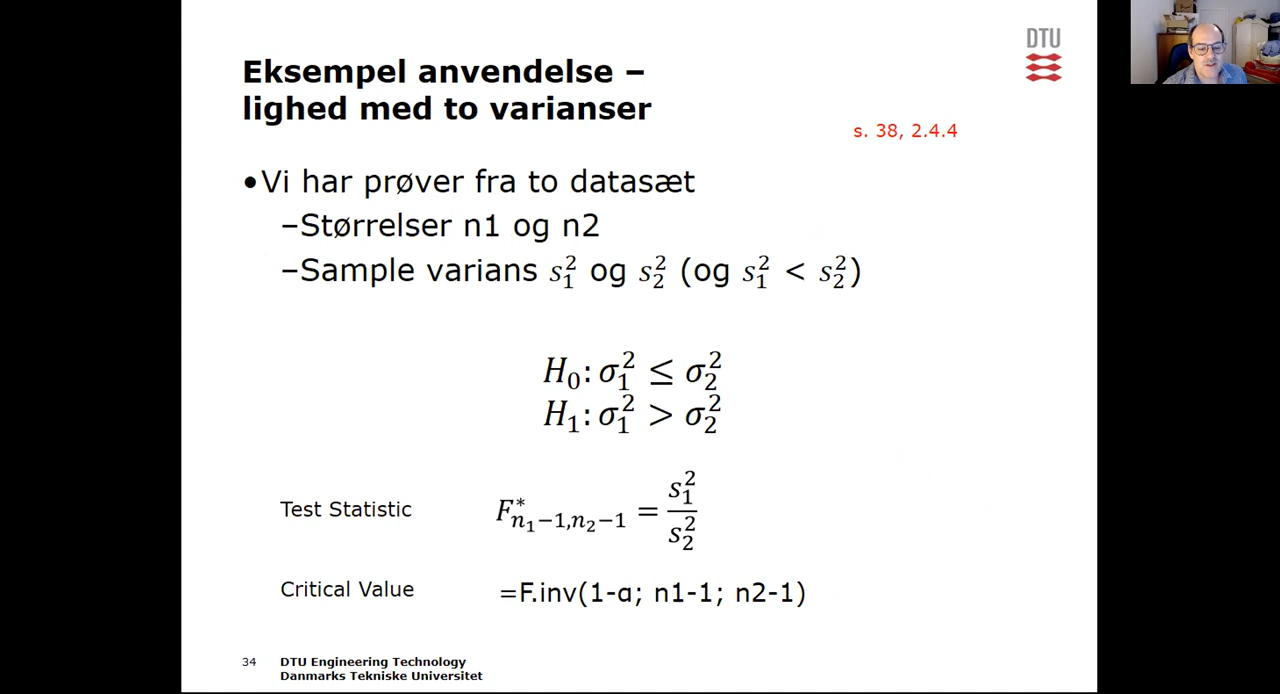 DTU
Eksempel anvendelse –
lighed med to varianser
s. 38, 2.4.4
•Vi har prøver fra to datasæt
–Størrelser n1 og n2
–Sample varians s₁² og s₂² (og s₁² < s₂²)
H₀: σ₁² ≤ σ₂²
H₁: σ₁² > σ₂²
Test Statistic F*ₙ₁₋₁,ₙ₂₋₁ = s₁² / s₂²
Critical Value =F.inv(1-α; n1-1; n2-1)
34 DTU Engineering Technology
Danmarks Tekniske Universitet